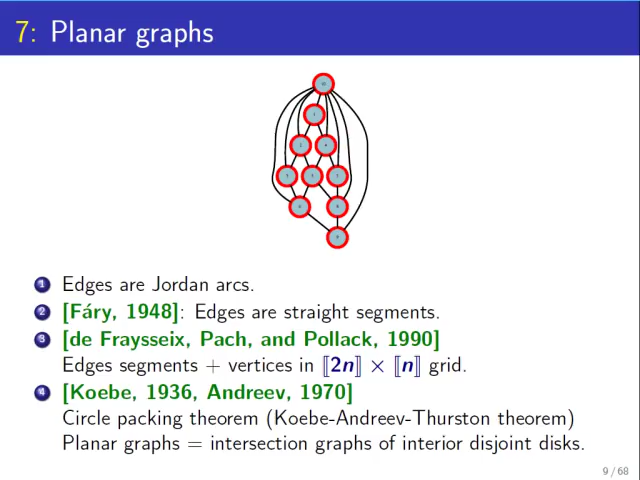 7: Planar graphs
1 Edges are Jordan arcs.
2 [Fáry, 1948]: Edges are straight segments.
3 [de Fraysseix, Pach, and Pollack, 1990]
Edges segments + vertices in ⟦2n⟧ × ⟦n⟧ grid.
4 [Koebe, 1936, Andreev, 1970]
Circle packing theorem (Koebe-Andreev-Thurston theorem)
Planar graphs = intersection graphs of interior disjoint disks.
9 / 68